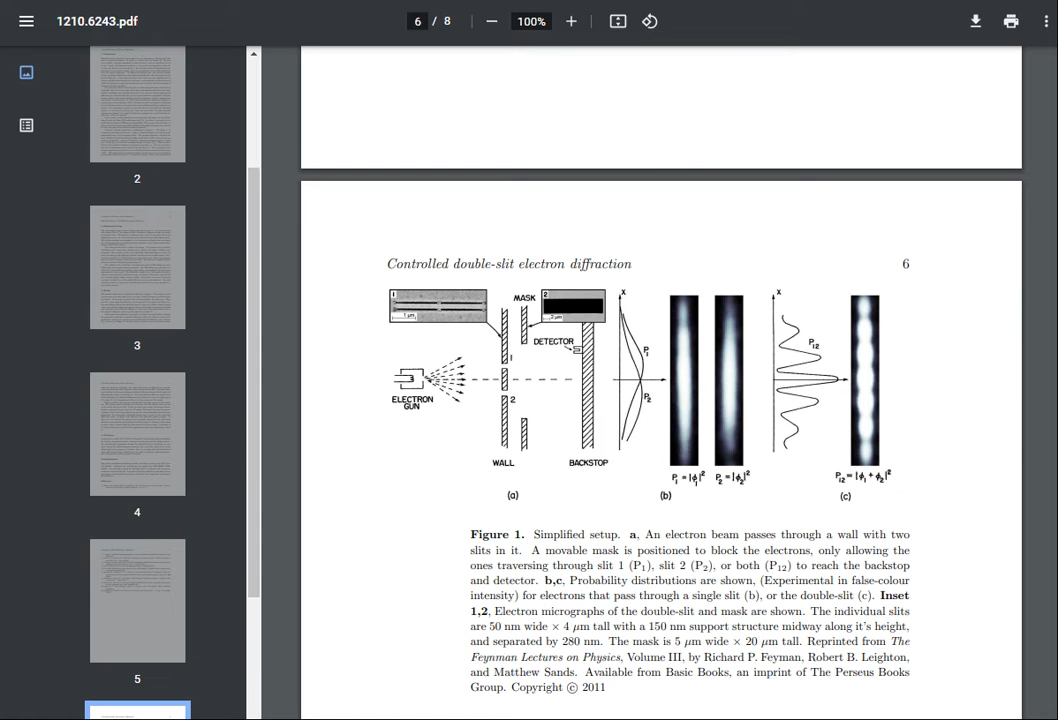 1210.6243.pdf
6 / 8
100%
2
3
4
5
Controlled double-slit electron diffraction 6
1
1 μm
MASK
2
2 μm
DETECTOR
1
2
ELECTRON
GUN
WALL
BACKSTOP
(a)
X
P₁
P₂
P₁ = |ϕ₁|²
P₂ = |ϕ₂|²
(b)
X
P₁₂
P₁₂ = |ϕ₁ + ϕ₂|²
(c)
Figure 1. Simplified setup. a, An electron beam passes through a wall with two
slits in it. A movable mask is positioned to block the electrons, only allowing the
ones traversing through slit 1 (P₁), slit 2 (P₂), or both (P₁₂) to reach the backstop
and detector. b,c, Probability distributions are shown, (Experimental in false-colour
intensity) for electrons that pass through a single slit (b), or the double-slit (c). Inset
1,2, Electron micrographs of the double-slit and mask are shown. The individual slits
are 50 nm wide × 4 μm tall with a 150 nm support structure midway along it's height,
and separated by 280 nm. The mask is 5 μm wide × 20 μm tall. Reprinted from The
Feynman Lectures on Physics, Volume III, by Richard P. Feyman, Robert B. Leighton,
and Matthew Sands. Available from Basic Books, an imprint of The Perseus Books
Group. Copyright © 2011